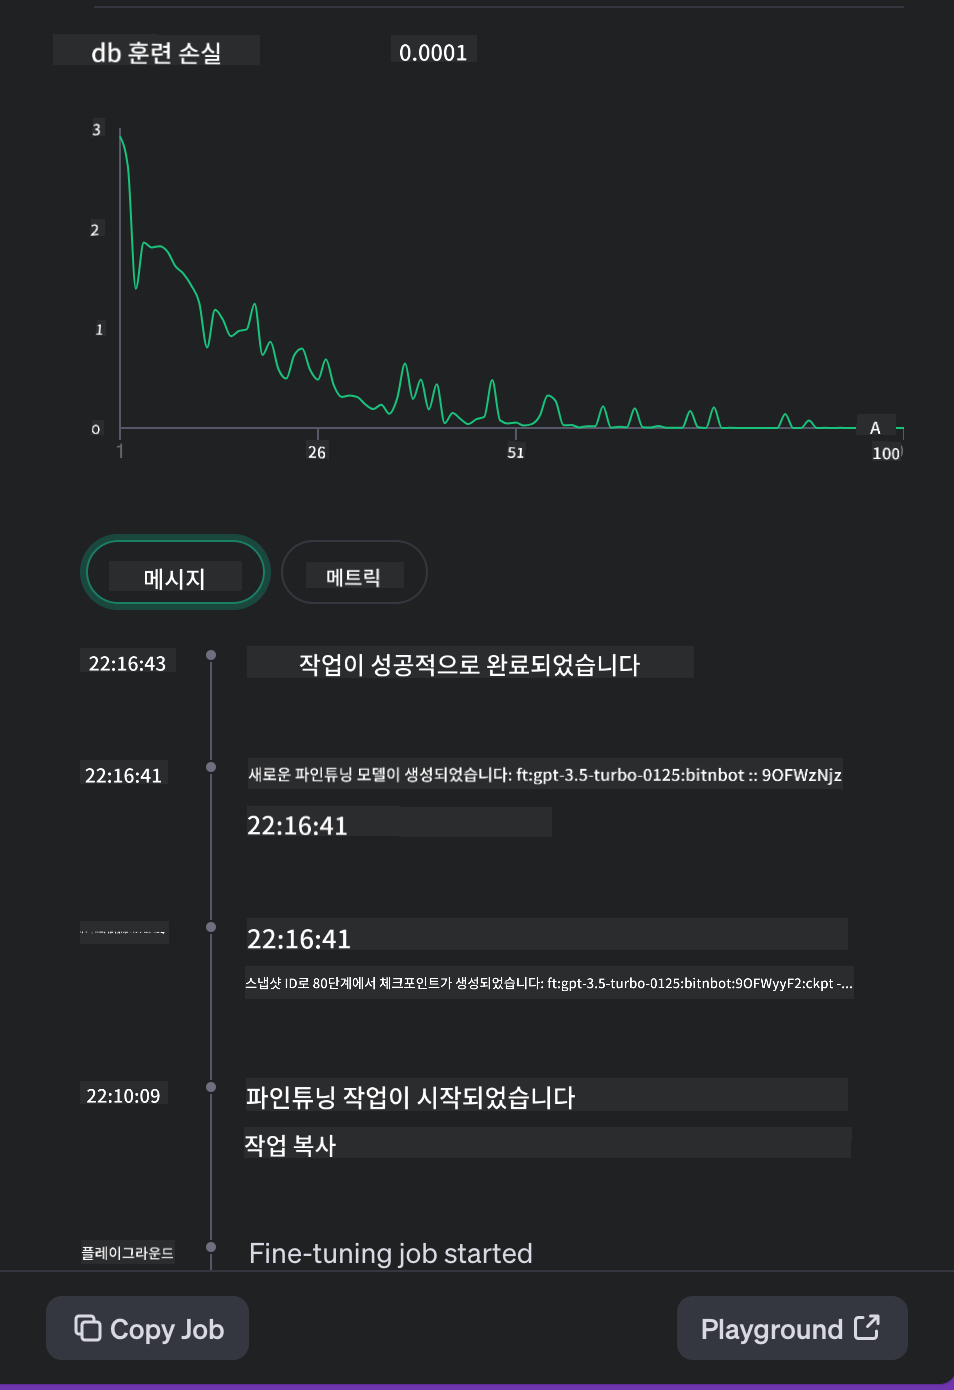 db 훈련 손실 0.0001
3
2
1
0
A
1 26 51 100
메시지 메트릭
22:16:43 작업이 성공적으로 완료되었습니다
22:16:41 새로운 파인튜닝 모델이 생성되었습니다: ft:gpt-3.5-turbo-0125:bitnbot :: 9OFWzNjz
22:16:41
22:16:41
스냅샷 ID로 80단계에서 체크포인트가 생성되었습니다: ft:gpt-3.5-turbo-0125:bitnbot:9OFWyyF2:ckpt -...
22:10:09 파인튜닝 작업이 시작되었습니다
작업 복사
플레이그라운드 Fine-tuning job started
Copy Job Playground